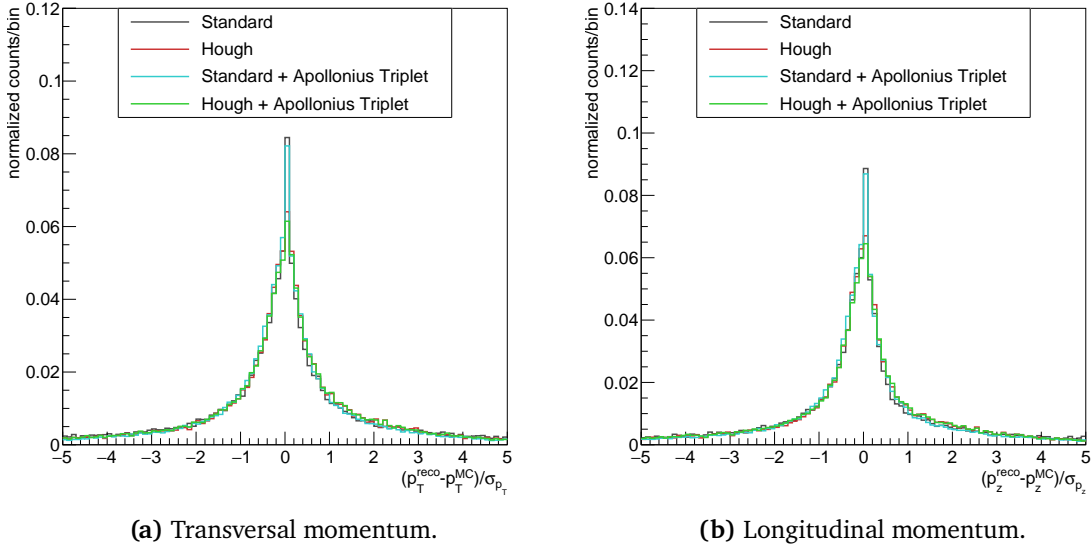 normalized counts/bin
0.12
0.1
0.08
0.06
0.04
0.02
0
Standard
Hough
Standard + Apollonius Triplet
Hough + Apollonius Triplet
−5 −4 −3 −2 −1 0 1 2 3 4 5
(p_T^reco-p_T^MC)/σ_p_T
(a) Transversal momentum.
normalized counts/bin
0.14
0.12
0.1
0.08
0.06
0.04
0.02
0
Standard
Hough
Standard + Apollonius Triplet
Hough + Apollonius Triplet
−5 −4 −3 −2 −1 0 1 2 3 4 5
(p_z^reco-p_z^MC)/σ_p_z
(b) Longitudinal momentum.